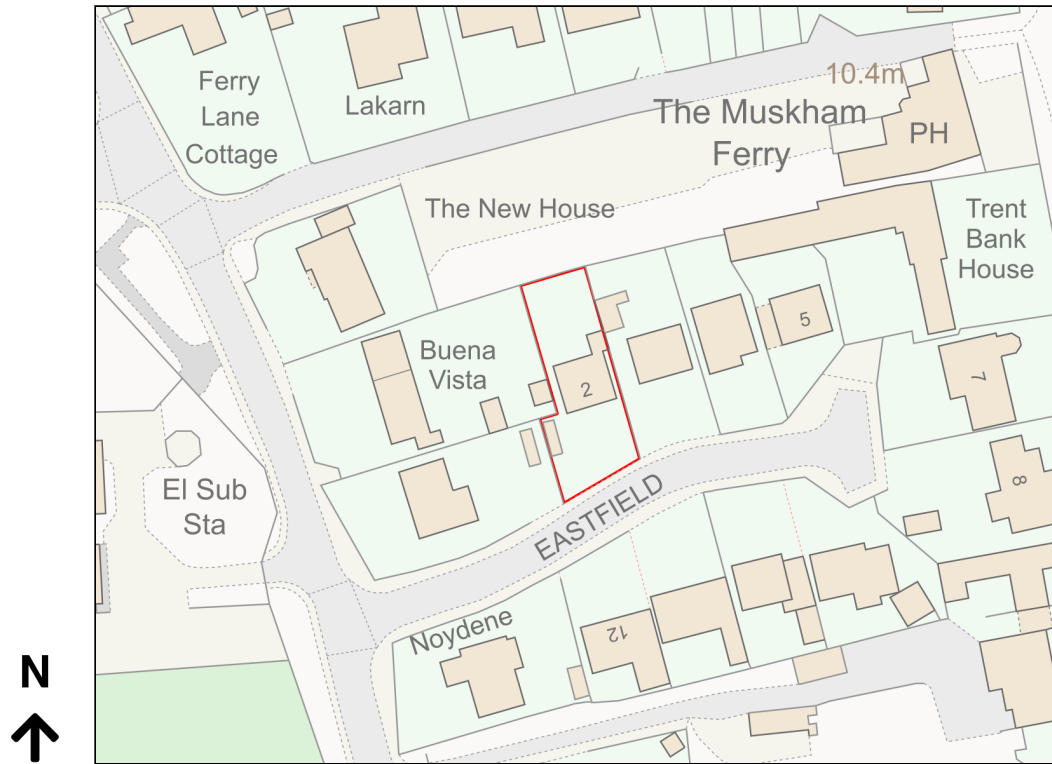 10.4m
Ferry
Lane
Cottage
Lakarn
The Muskham
Ferry
PH
The New House
Trent
Bank
House
5
Buena
Vista
2
7
El Sub
Sta
8
EASTFIELD
Noydene
12
N